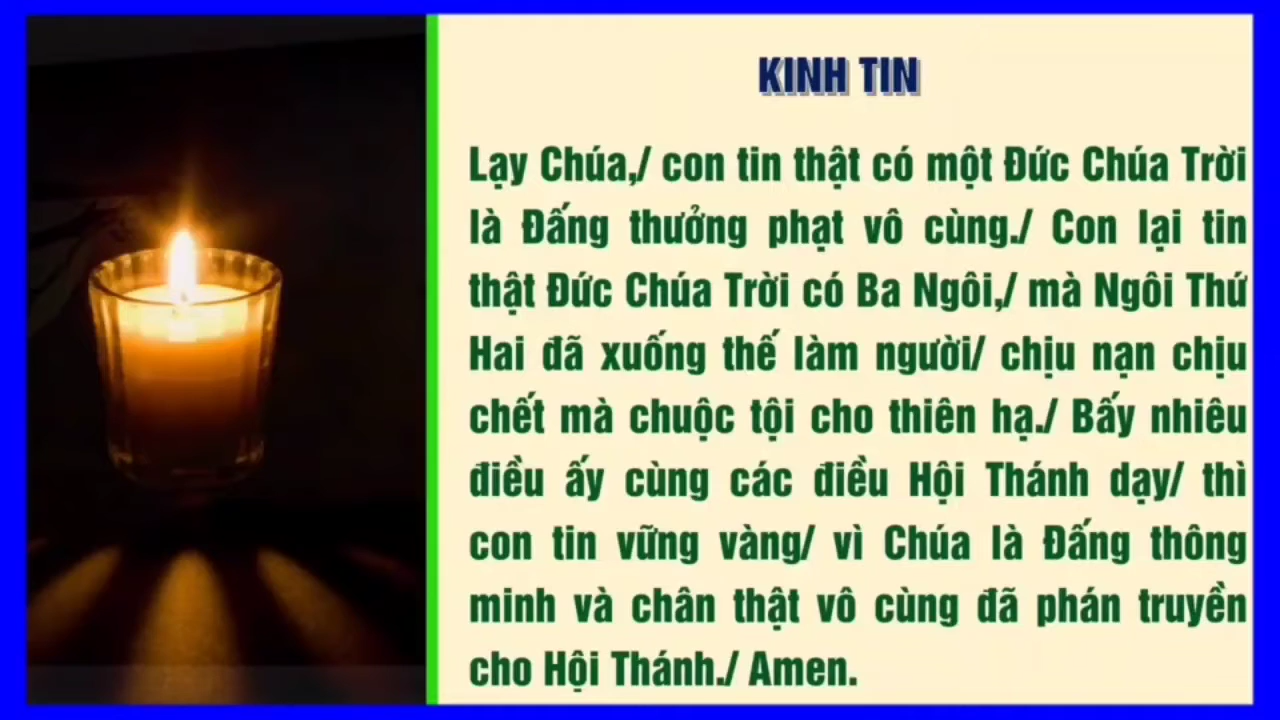 KINH TIN
Lạy Chúa,/ con tin thật có một Đức Chúa Trời
là Đấng thưởng phạt vô cùng./ Con lại tin
thật Đức Chúa Trời có Ba Ngôi,/ mà Ngôi Thứ
Hai đã xuống thế làm người/ chịu nạn chịu
chết mà chuộc tội cho thiên hạ./ Bấy nhiêu
điều ấy cùng các điều Hội Thánh dạy/ thì
con tin vững vàng/ vì Chúa là Đấng thông
minh và chân thật vô cùng đã phán truyền
cho Hội Thánh./ Amen.